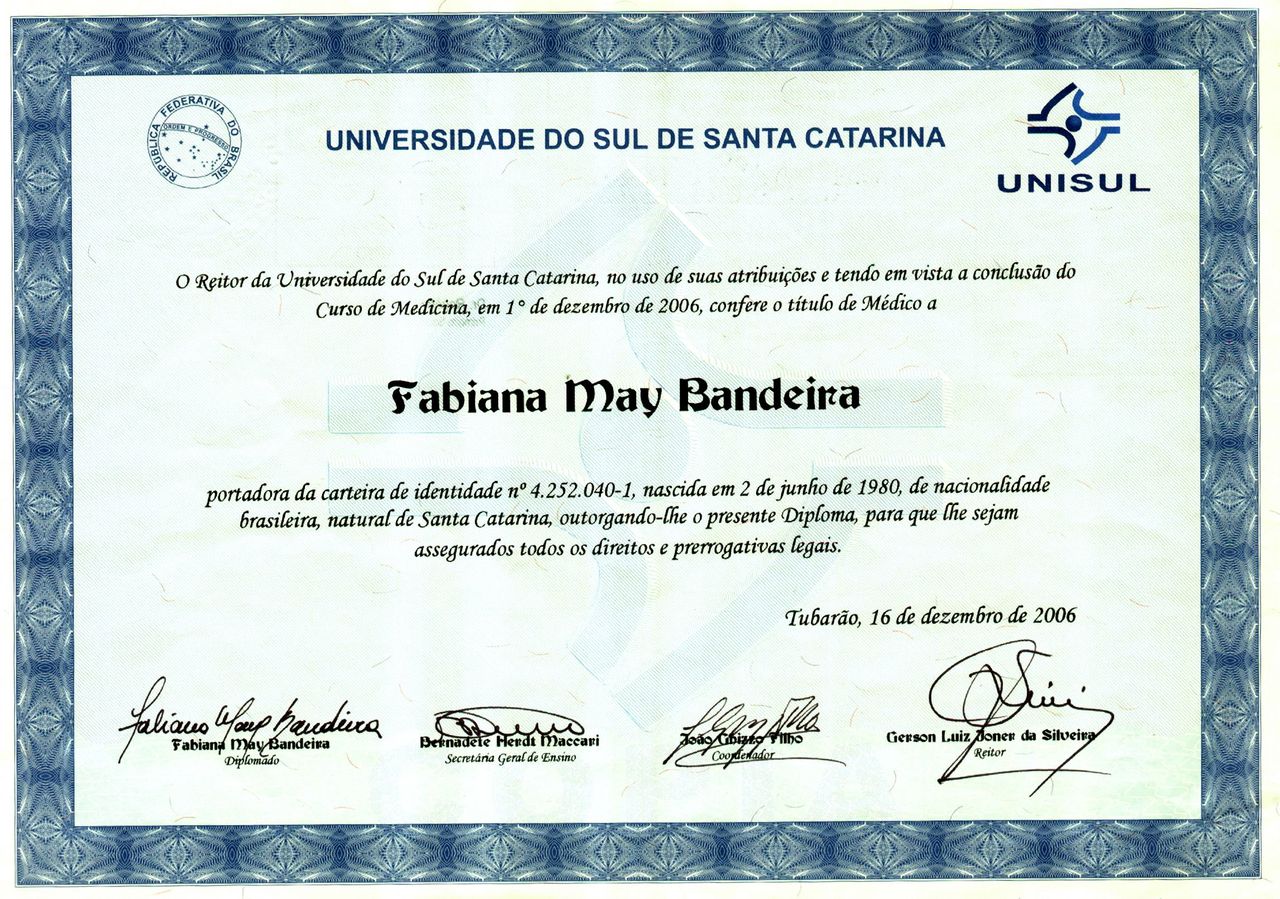 REPÚBLICA FEDERATIVA DO BRASIL
ORDEM E PROGRESSO
UNIVERSIDADE DO SUL DE SANTA CATARINA
UNISUL
O Reitor da Universidade do Sul de Santa Catarina, no uso de suas atribuições e tendo em vista a conclusão do
Curso de Medicina, em 1° de dezembro de 2006, confere o título de Médico a
Fabiana May Bandeira
portadora da carteira de identidade nº 4.252.040-1, nascida em 2 de junho de 1980, de nacionalidade
brasileira, natural de Santa Catarina, outorgando-lhe o presente Diploma, para que lhe sejam
assegurados todos os direitos e prerrogativas legais.
Tubarão, 16 de dezembro de 2006
Fabiana May Bandeira
Fabiana May Bandeira
Diplomado
Bernadete Herdt Maccari
Secretária Geral de Ensino
João Ghizzo Filho
Coordenador
Gerson Luiz Joner da Silveira
Reitor